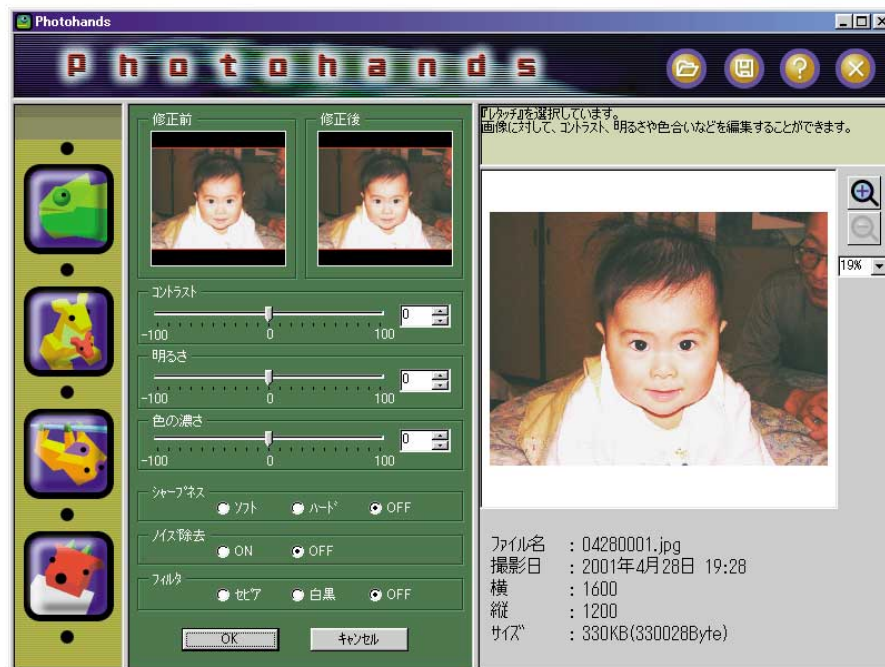 Photohands
Photohands
『レタッチ』を選択しています。
画像に対して、コントラスト、明るさや色合いなどを編集することができます。
修正前
修正後
コントラスト
0
-100 0 100
明るさ
0
-100 0 100
色の濃さ
0
-100 0 100
シャープネス
ソフト ハード OFF
ノイズ除去
ON OFF
フィルタ
セピア 白黒 OFF
OK キャンセル
19%
ファイル名 : 04280001.jpg
撮影日 : 2001年4月28日 19:28
横 : 1600
縦 : 1200
サイズ : 330KB(330028Byte)